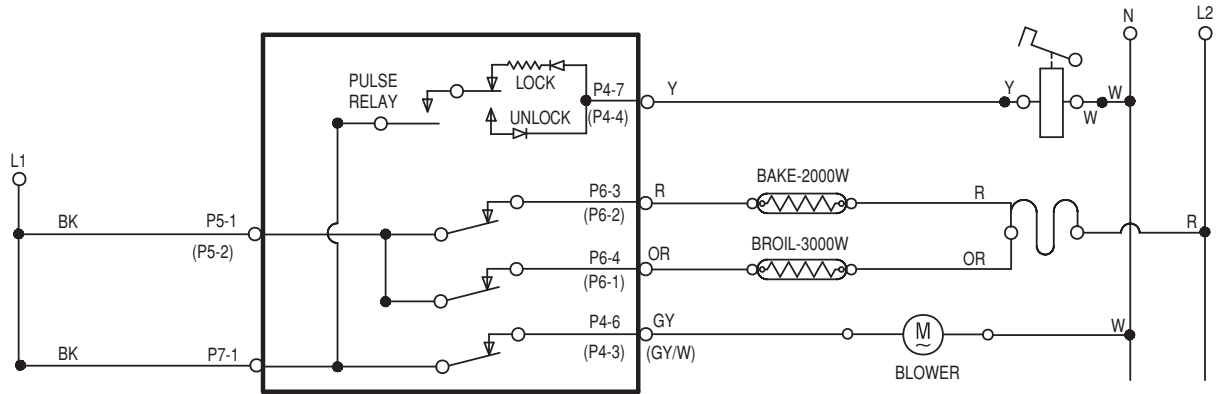 N
L2
PULSE
RELAY
LOCK
UNLOCK
P4-7
(P4-4)
Y
Y
W
W
L1
BAKE-2000W
P6-3
(P6-2)
R
R
BK
P5-1
(P5-2)
R
BROIL-3000W
P6-4
(P6-1)
OR
OR
P4-6
(P4-3)
GY
(GY/W)
M
~
W
BK
P7-1
BLOWER